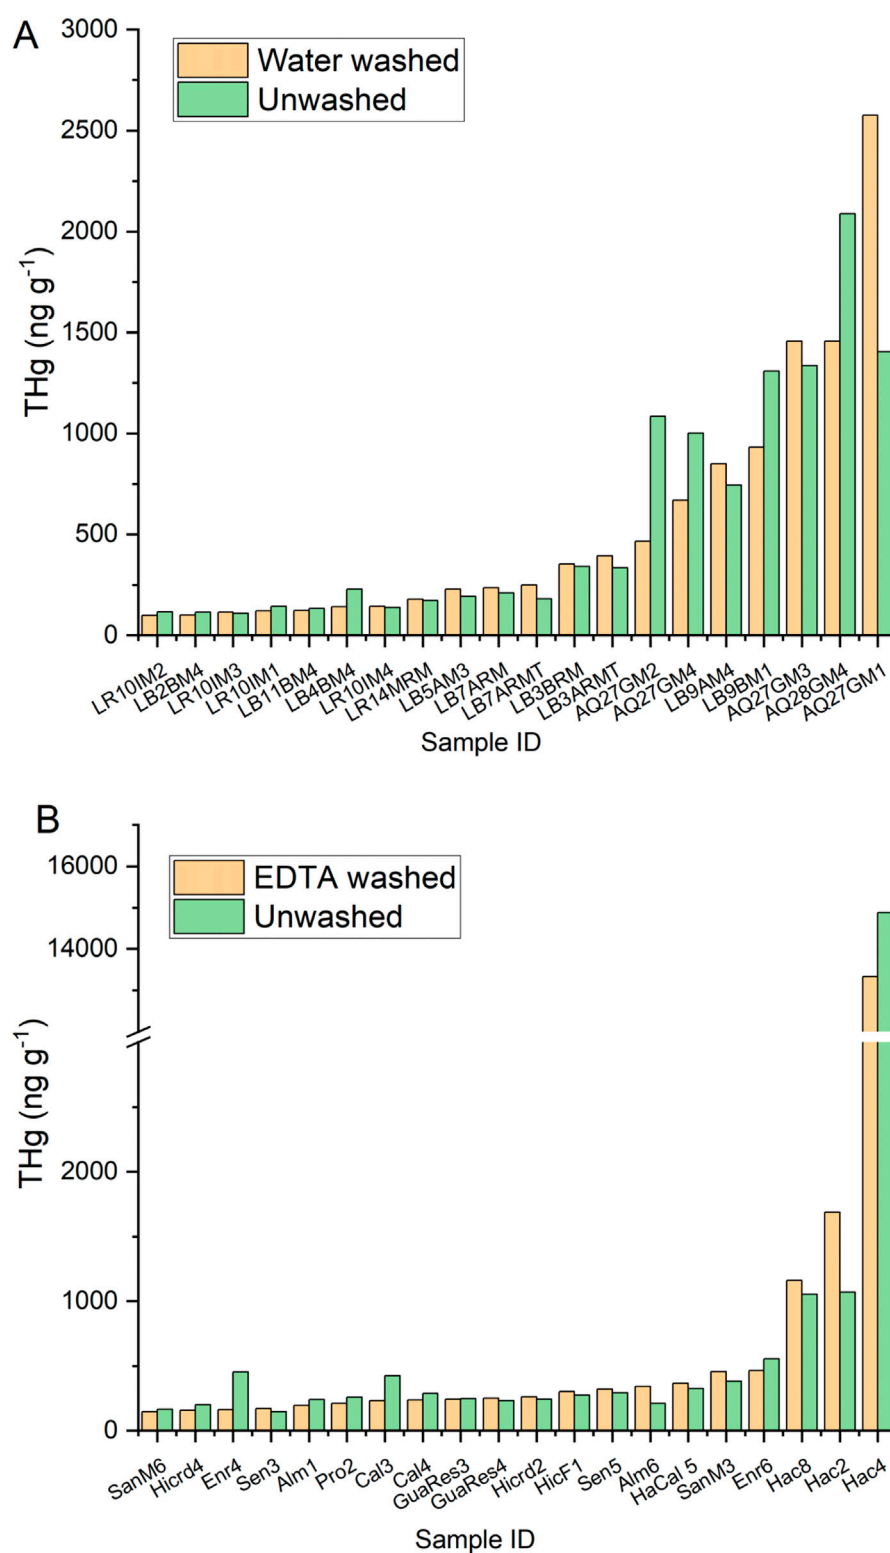 A
3000
2500
2000
1500
1000
500
0
THg (ng g⁻¹)
Water washed
Unwashed
LR10IM2
LB2BM4
LR10IM3
LR10IM1
LB11BM4
LB4BM4
LR10IM4
LR14MRM
LB5AM3
LB7ARM
LB7ARMT
LB3BRM
LB3ARMT
AQ27GM2
AQ27GM4
LB9AM4
LB9BM1
AQ27GM3
AQ28GM4
AQ27GM1
Sample ID
B
16000
14000
2000
1000
0
THg (ng g⁻¹)
EDTA washed
Unwashed
SanM6
Hicrd4
Enr4
Sen3
Alm1
Pro2
Cal3
Cal4
GuaRes3
GuaRes4
Hicrd2
HicF1
Sen5
Alm6
HaCal 5
SanM3
Enr6
Hac8
Hac2
Hac4
Sample ID